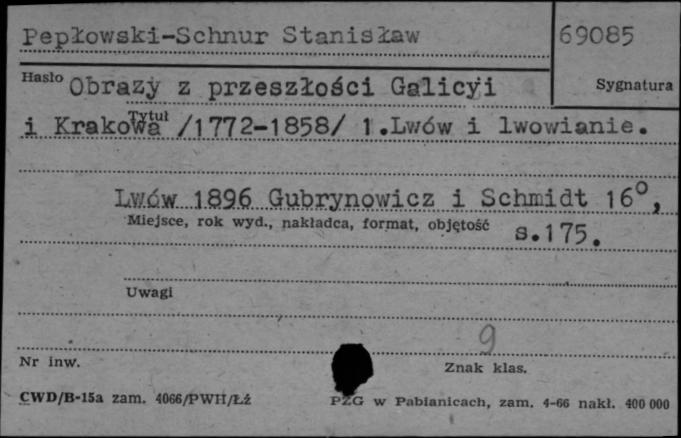 Pepłowski-Schnur Stanisław
69085
Hasło
Obrazy z przeszłości Galicyi
Sygnatura
Tytuł
i Krakowa /1772-1858/ 1.Lwów i lwowianie.
Lwów 1896 Gubrynowicz i Schmidt 16°,
Miejsce, rok wyd., nakładca, format, objętość
s.175.
Uwagi
9
Nr inw.
Znak klas.
CWD/B-15a zam. 4066/PWH/Łź
PZG w Pabianicach, zam. 4-66 nakł. 400 000